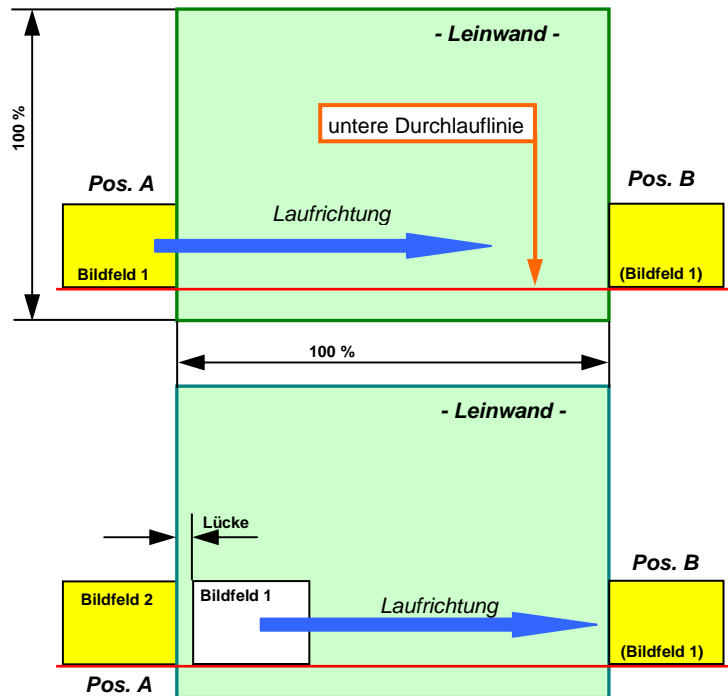 - Leinwand -
100 %
untere Durchlauflinie
Pos. A
Pos. B
Laufrichtung
Bildfeld 1
(Bildfeld 1)
100 %
- Leinwand -
Lücke
Pos. B
Bildfeld 2
Bildfeld 1
Laufrichtung
(Bildfeld 1)
Pos. A